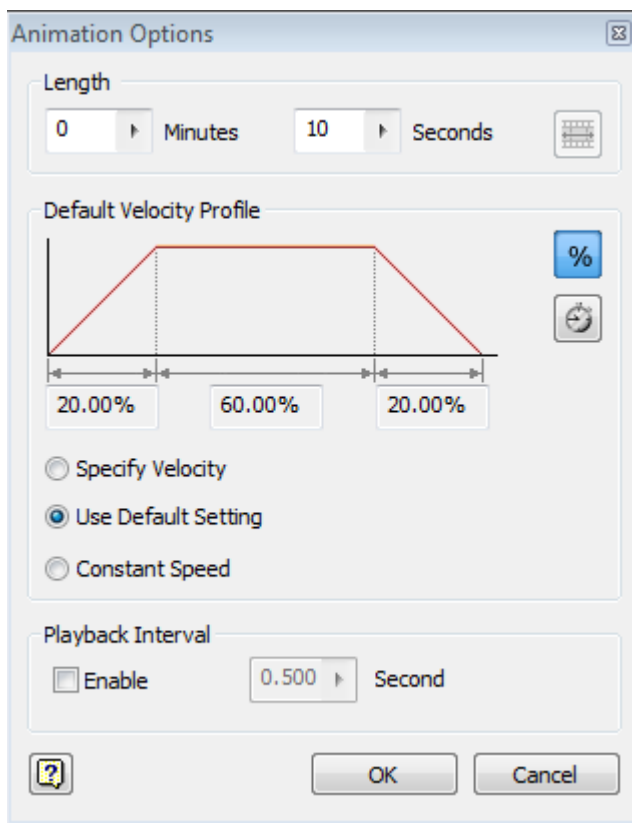 Animation Options
Length
0 Minutes 10 Seconds
Default Velocity Profile
%
20.00% 60.00% 20.00%
Specify Velocity
Use Default Setting
Constant Speed
Playback Interval
Enable 0.500 Second
? OK Cancel